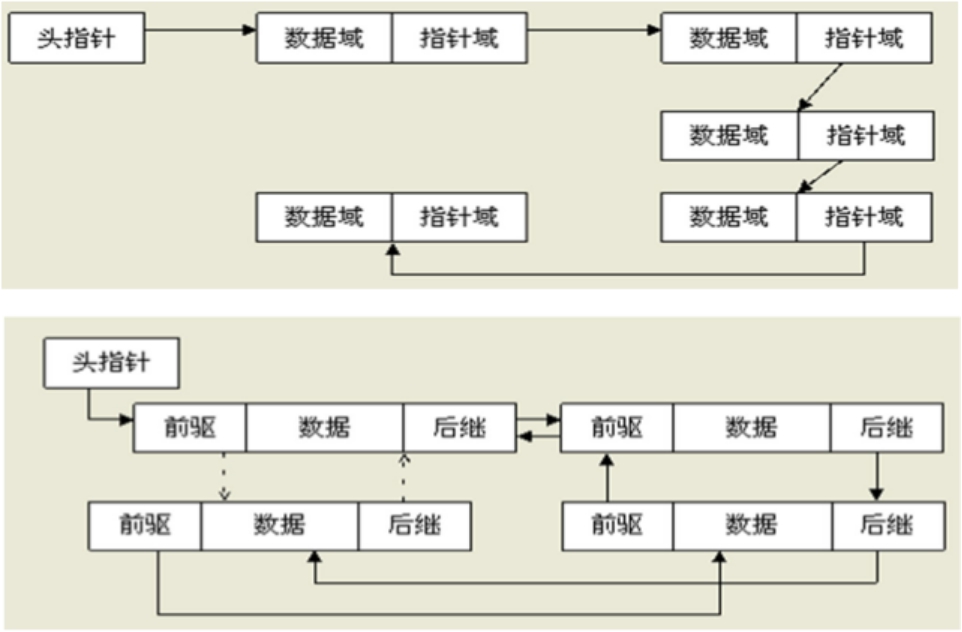 头指针 数据域 指针域 数据域 指针域
数据域 指针域
数据域 指针域 数据域 指针域
头指针
前驱 数据 后继 前驱 数据 后继
前驱 数据 后继 前驱 数据 后继